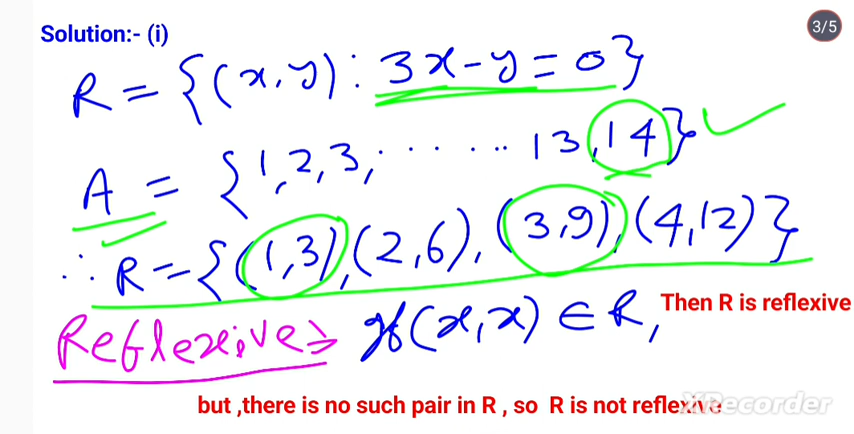 3/5
Solution:- (i)
R = {(x,y) : 3x-y=0}
A = {1,2,3, ....... 13,14}
∴ R = {(1,3),(2,6),(3,9),(4,12)}
Reflexive ⇒ If (x,x) ∈ R, Then R is reflexive
but ,there is no such pair in R , so R is not reflexive
XRecorder